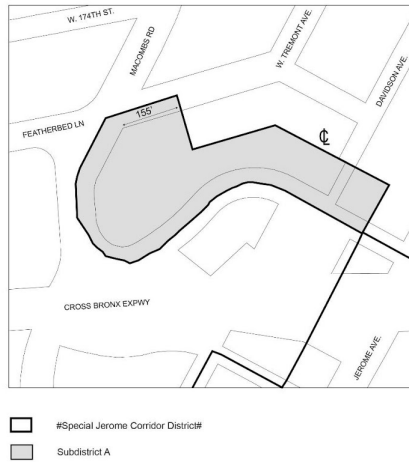 W. 174TH ST.
MACOMBS RD
W. TREMONT AVE.
DAVIDSON AVE.
155'
FEATHERBED LN
℄
CROSS BRONX EXPWY
JEROME AVE.
#Special Jerome Corridor District#
Subdistrict A